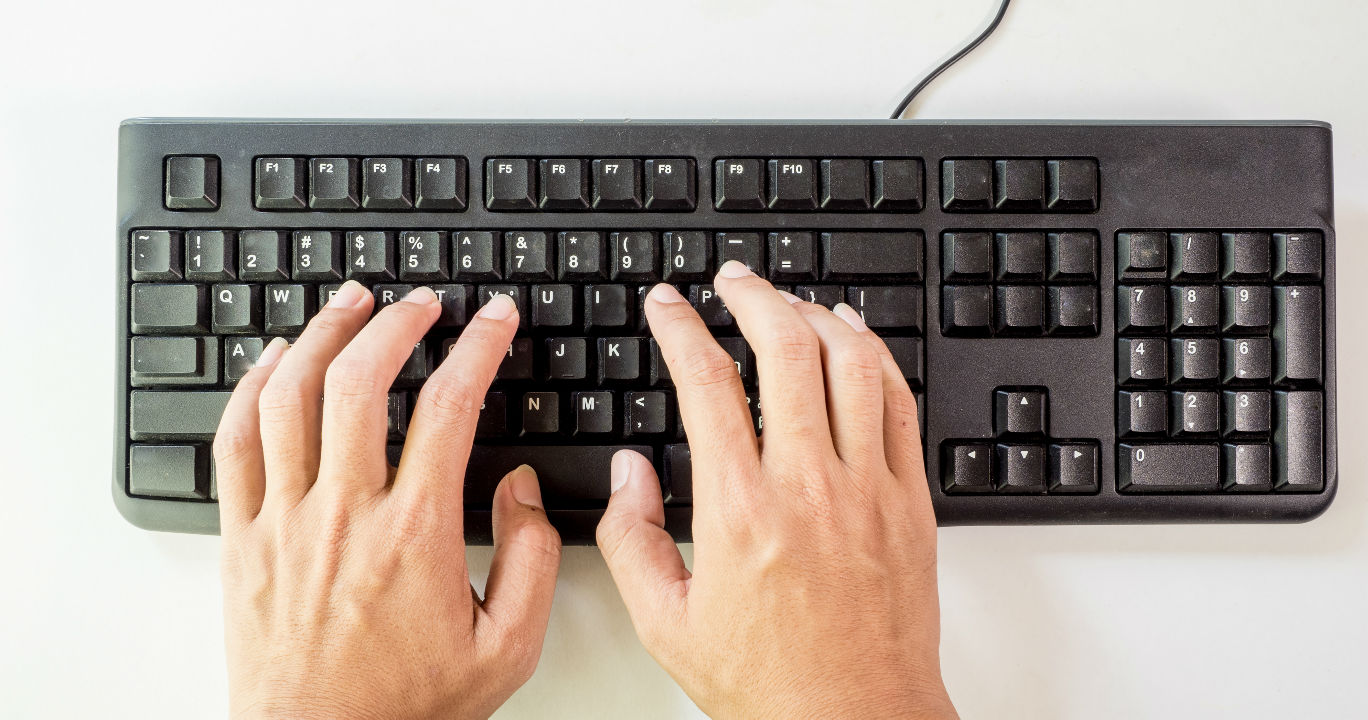 F1 F2 F3 F4 F5 F6 F7 F8 F9 F10
~ ! # $ % ^ & * ( ) — +
` 1 2 3 4 5 6 7 8 9 0 = / -
Q W R T U I P } | 7 8 9 +
\
A J K 4 5 6
N M < 1 2 3
,
0